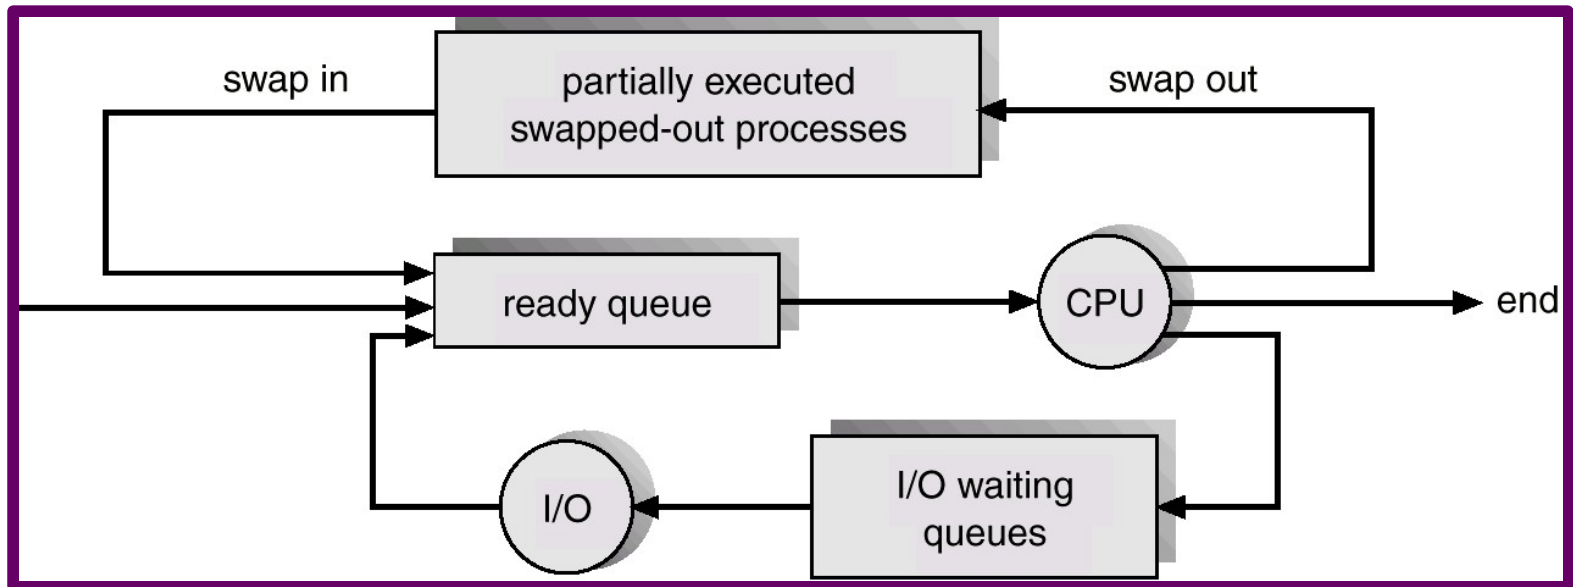 swap in
partially executed
swapped-out processes
swap out
ready queue
CPU
end
I/O
I/O waiting
queues